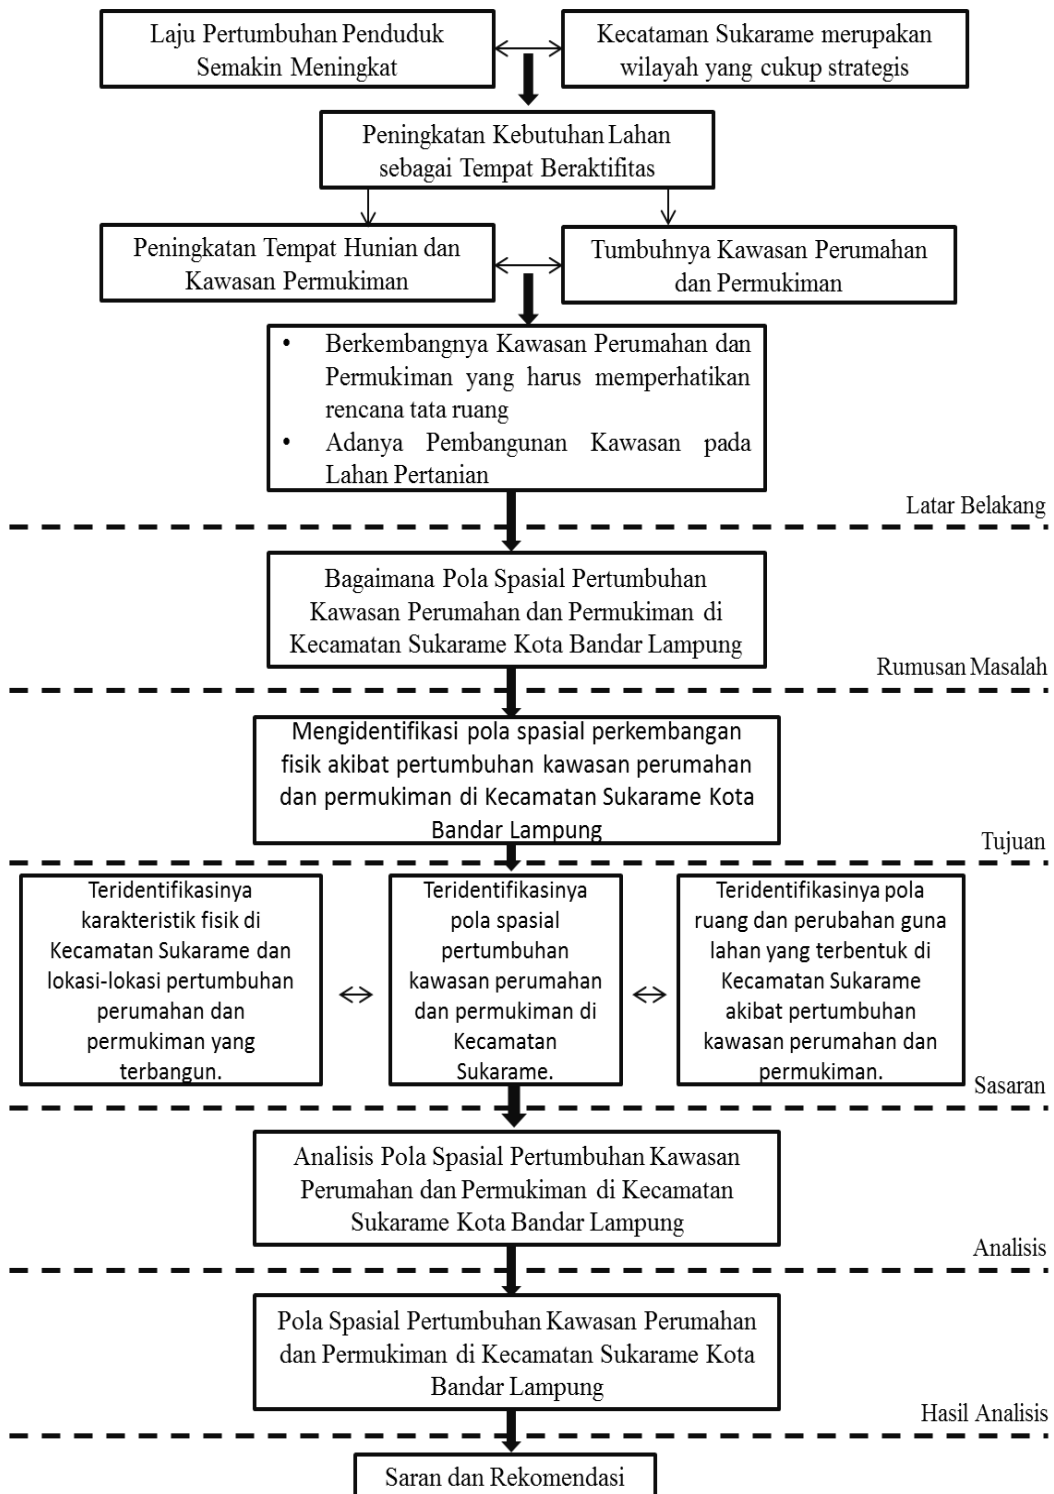 Laju Pertumbuhan Penduduk
Semakin Meningkat
Kecataman Sukarame merupakan
wilayah yang cukup strategis
Peningkatan Kebutuhan Lahan
sebagai Tempat Beraktifitas
Peningkatan Tempat Hunian dan
Kawasan Permukiman
Tumbuhnya Kawasan Perumahan
dan Permukiman
• Berkembangnya Kawasan Perumahan dan
Permukiman yang harus memperhatikan
rencana tata ruang
• Adanya Pembangunan Kawasan pada
Lahan Pertanian
Latar Belakang
Bagaimana Pola Spasial Pertumbuhan
Kawasan Perumahan dan Permukiman di
Kecamatan Sukarame Kota Bandar Lampung
Rumusan Masalah
Mengidentifikasi pola spasial perkembangan
fisik akibat pertumbuhan kawasan perumahan
dan permukiman di Kecamatan Sukarame Kota
Bandar Lampung
Tujuan
Teridentifikasinya
karakteristik fisik di
Kecamatan Sukarame dan
lokasi-lokasi pertumbuhan
perumahan dan
permukiman yang
terbangun.
Teridentifikasinya
pola spasial
pertumbuhan
kawasan perumahan
dan permukiman di
Kecamatan
Sukarame.
Teridentifikasinya pola
ruang dan perubahan guna
lahan yang terbentuk di
Kecamatan Sukarame
akibat pertumbuhan
kawasan perumahan dan
permukiman.
Sasaran
Analisis Pola Spasial Pertumbuhan Kawasan
Perumahan dan Permukiman di Kecamatan
Sukarame Kota Bandar Lampung
Analisis
Pola Spasial Pertumbuhan Kawasan Perumahan
dan Permukiman di Kecamatan Sukarame Kota
Bandar Lampung
Hasil Analisis
Saran dan Rekomendasi